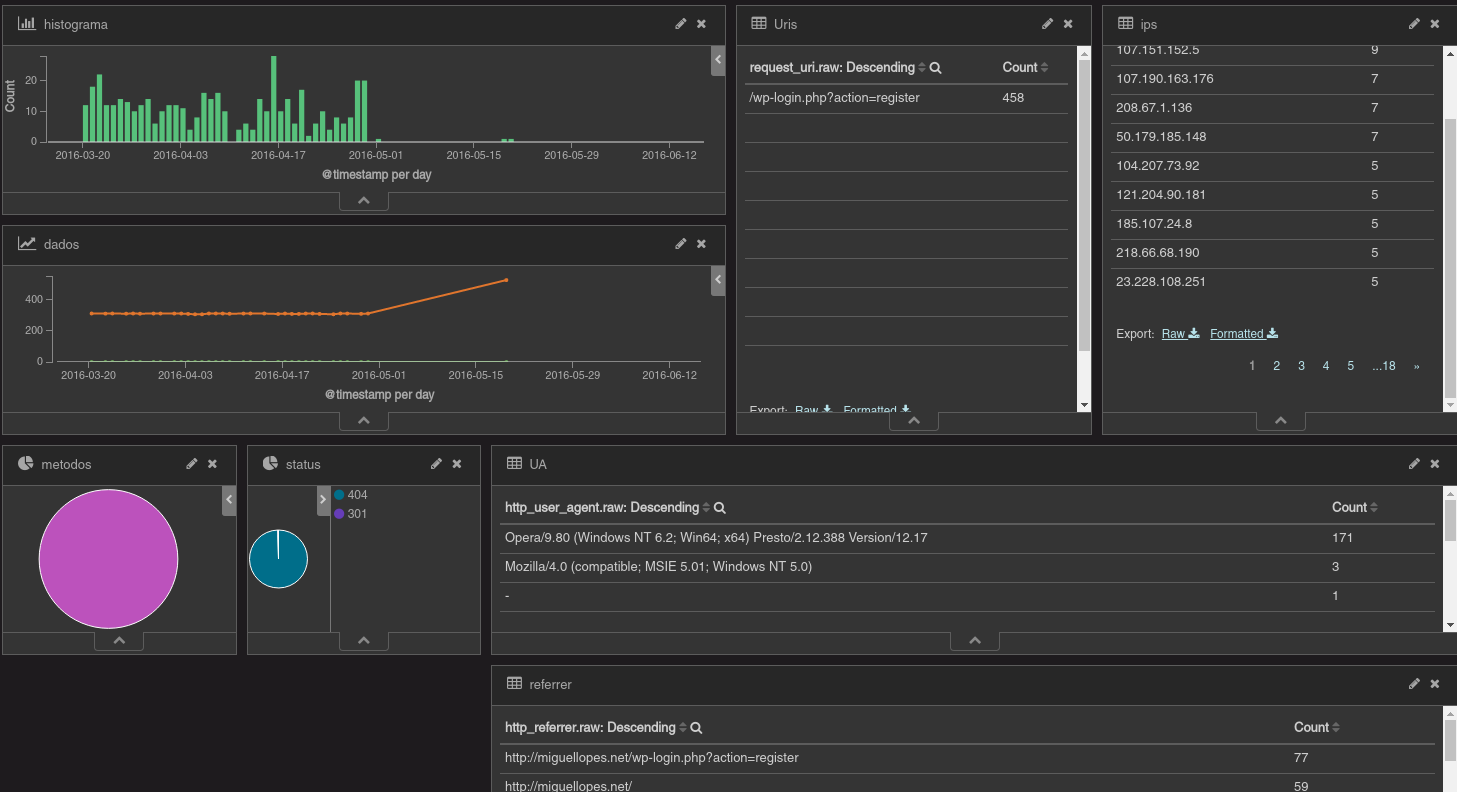 histograma
Count
20
10
0
2016-03-20 2016-04-03 2016-04-17 2016-05-01 2016-05-15 2016-05-29 2016-06-12
@timestamp per day
Uris
request_uri.raw: Descending Count
/wp-login.php?action=register 458
Export: Raw Formatted
ips
107.151.152.5 9
107.190.163.176 7
208.67.1.136 7
50.179.185.148 7
104.207.73.92 5
121.204.90.181 5
185.107.24.8 5
218.66.68.190 5
23.228.108.251 5
Export: Raw Formatted
1 2 3 4 5 ...18 »
dados
400
200
0
2016-03-20 2016-04-03 2016-04-17 2016-05-01 2016-05-15 2016-05-29 2016-06-12
@timestamp per day
metodos
status
404
301
UA
http_user_agent.raw: Descending Count
Opera/9.80 (Windows NT 6.2; Win64; x64) Presto/2.12.388 Version/12.17 171
Mozilla/4.0 (compatible; MSIE 5.01; Windows NT 5.0) 3
- 1
referrer
http_referrer.raw: Descending Count
http://miguellopes.net/wp-login.php?action=register 77
http://miguellopes.net/ 59